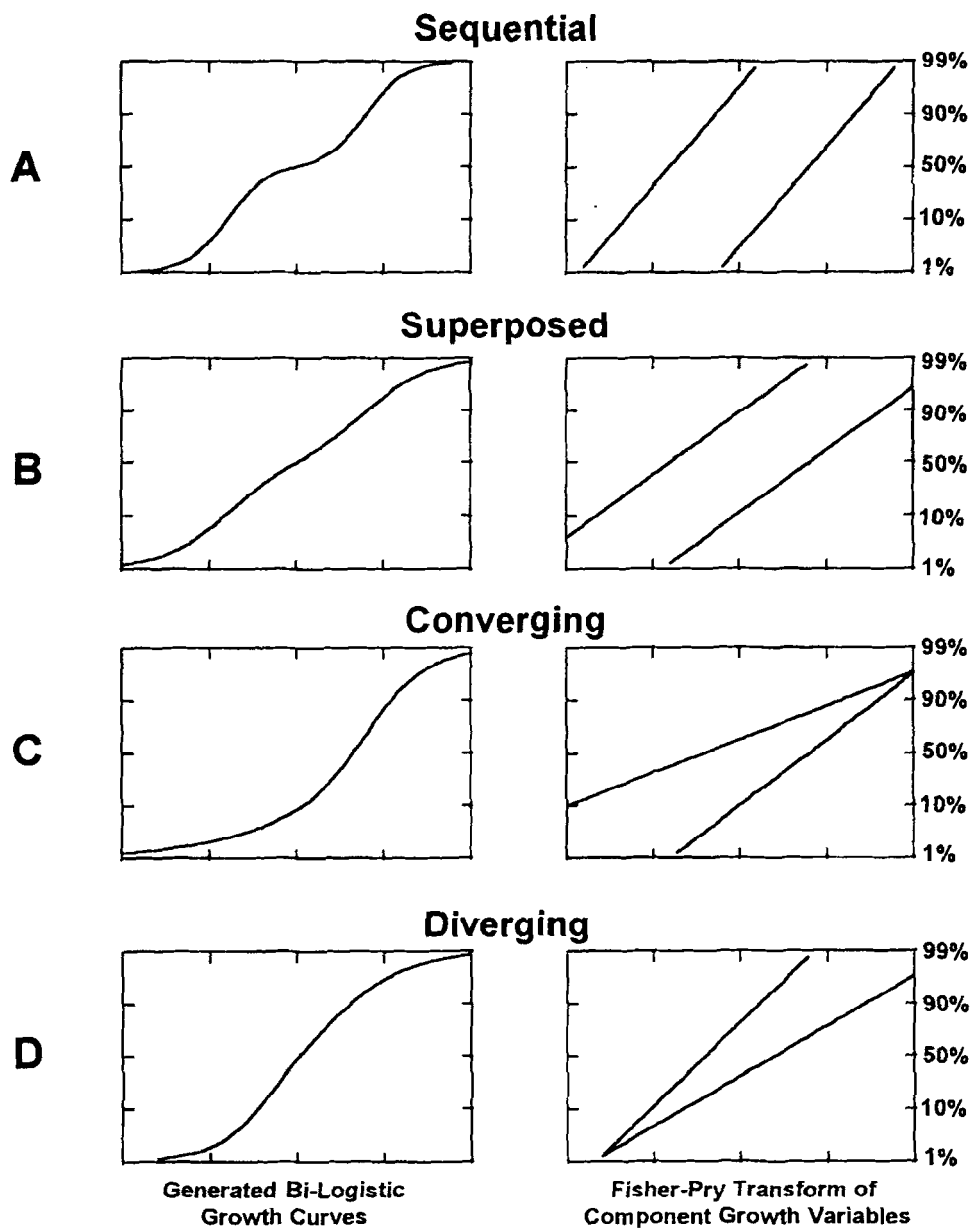 Sequential
A
99%
90%
50%
10%
1%
Superposed
B
99%
90%
50%
10%
1%
Converging
C
99%
90%
50%
10%
1%
Diverging
D
99%
90%
50%
10%
1%
Generated Bi-Logistic
Growth Curves
Fisher-Pry Transform of
Component Growth Variables